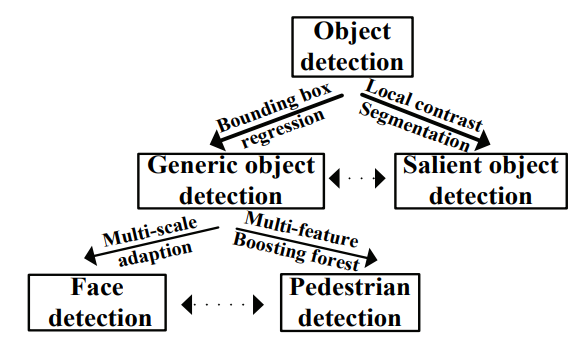 Object
detection
Bounding box
regression
Local contrast
Segmentation
Generic object
detection
Salient object
detection
Multi-scale
adaption
Multi-feature
Boosting forest
Face
detection
Pedestrian
detection